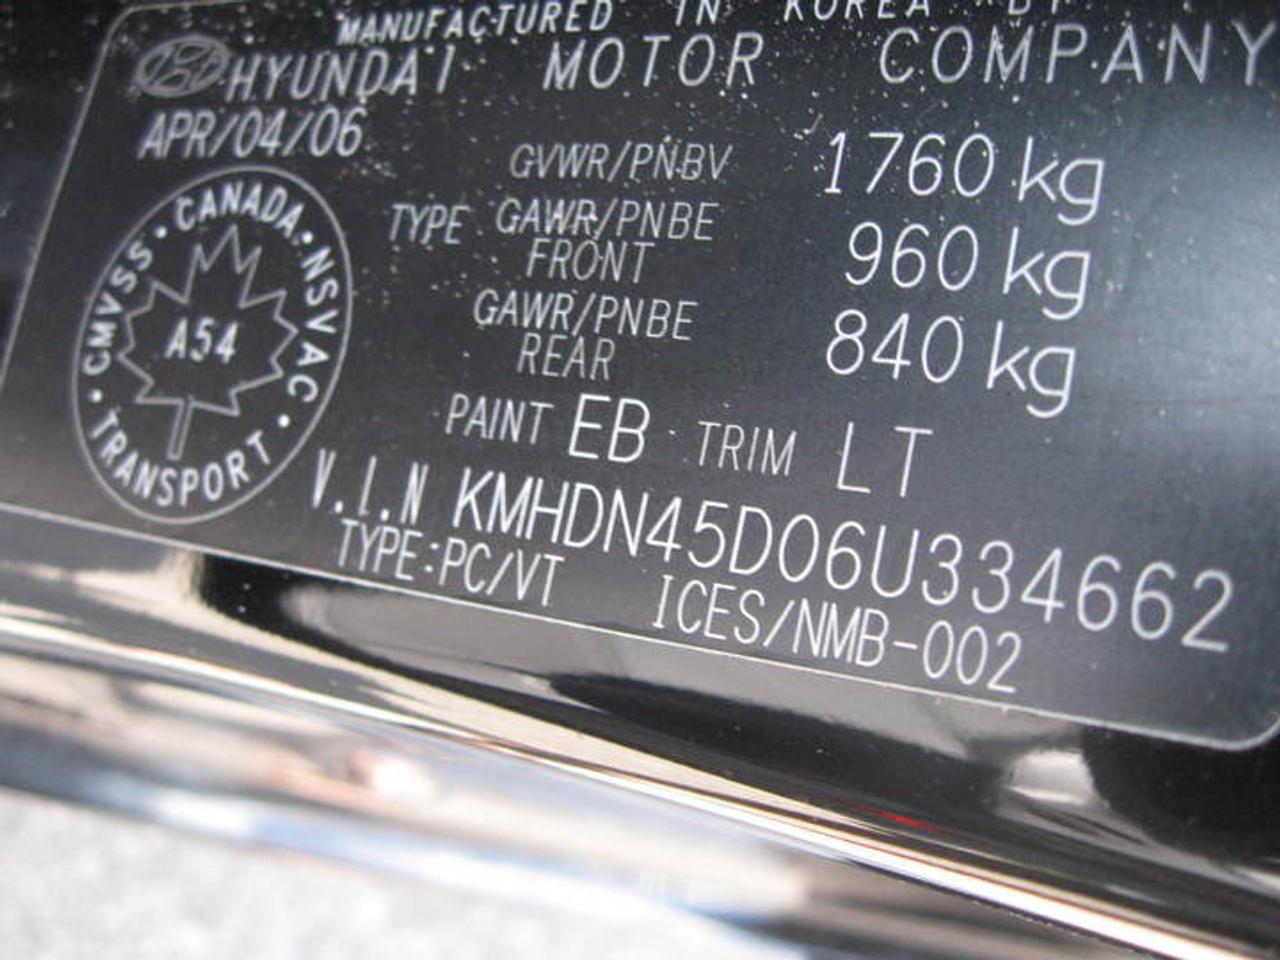 MANUFACTURED IN KOREA BY
HYUNDAI MOTOR COMPANY
APR/04/06
GVWR/PNBV 1760 kg
TYPE GAWR/PNBE FRONT 960 kg
GAWR/PNBE REAR 840 kg
CANADA · NSVAC · TRANSPORT · CMVSS ·
A54
PAINT EB TRIM LT
V.I.N KMHDN45D06U334662
TYPE:PC/VT ICES/NMB-002